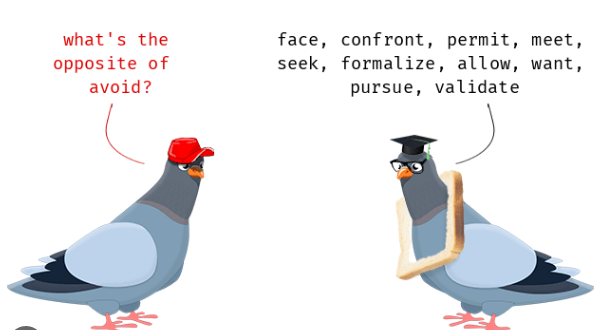 what's the
opposite of
avoid?
face, confront, permit, meet,
seek, formalize, allow, want,
pursue, validate